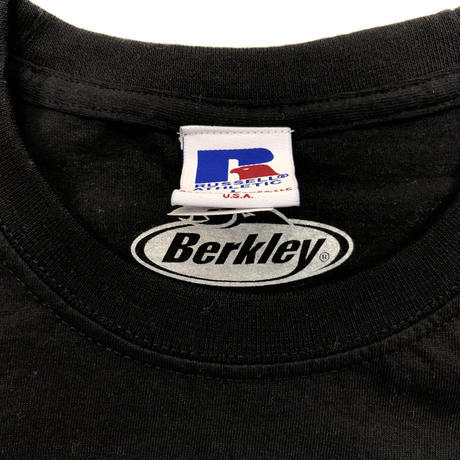 R
RUSSELL®
ATHLETIC
L
U.S.A.
Berkley®